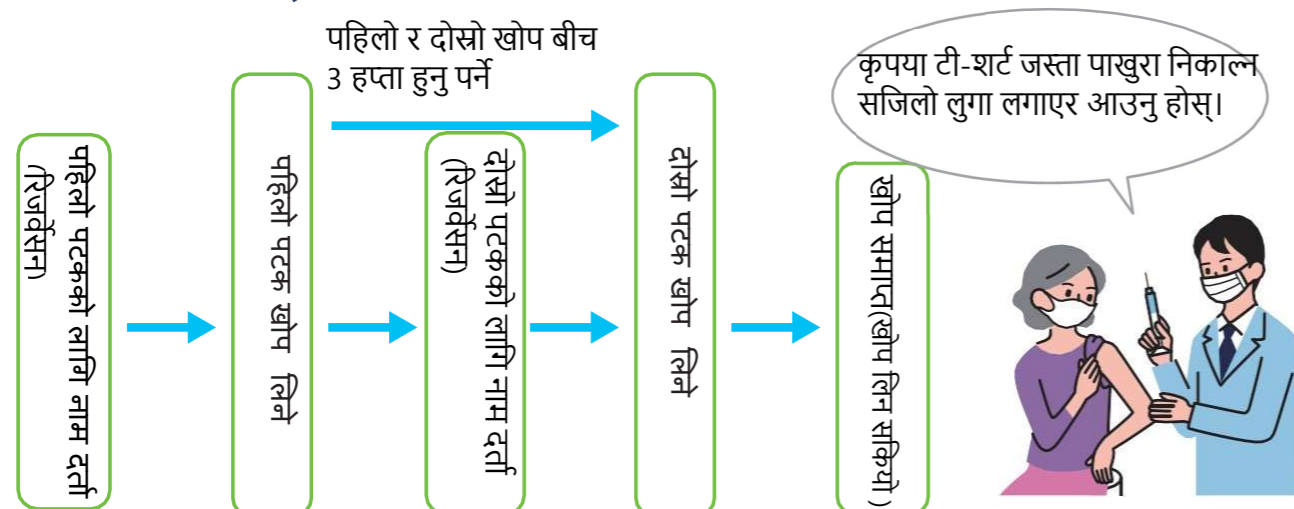 पहिलो र दोस्रो खोप बीच
3 हप्ता हुनु पर्ने
कृपया टी-शर्ट जस्ता पाखुरा निकाल्न
सजिलो लुगा लगाएर आउनु होस्।
पहिलो पटकको लागि नाम दर्ता
(रिजर्वेसन)
पहिलो पटक खोप लिने
दोस्रो पटकको लागि नाम दर्ता
(रिजर्वेसन)
दोस्रो पटक खोप लिने
खोप समाप्त(खोप लिन सकियो )